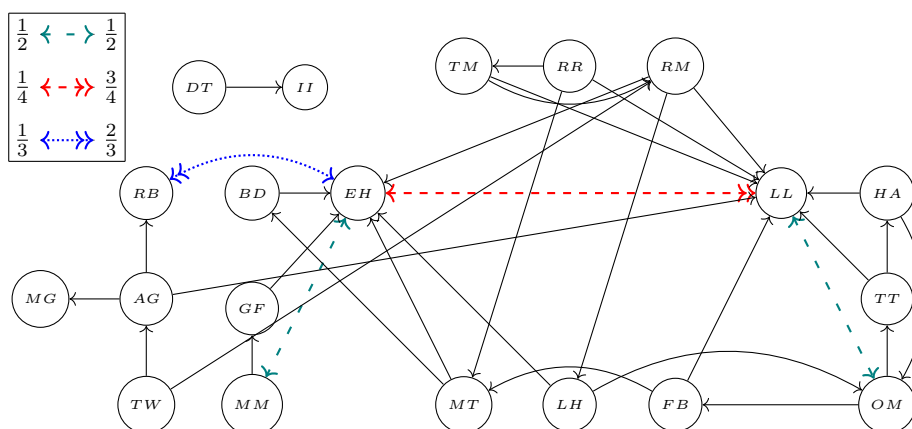 1/2 1/2
1/4 3/4
1/3 2/3
DT II TM RR RM
RB BD EH LL HA
MG AG GF TT
TW MM MT LH FB OM